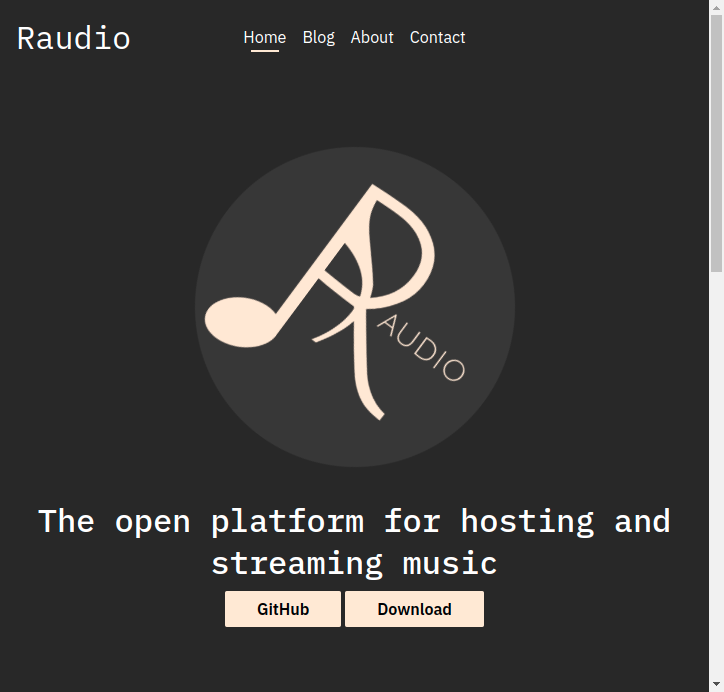 Raudio
Home Blog About Contact
AUDIO
The open platform for hosting and
streaming music
GitHub Download